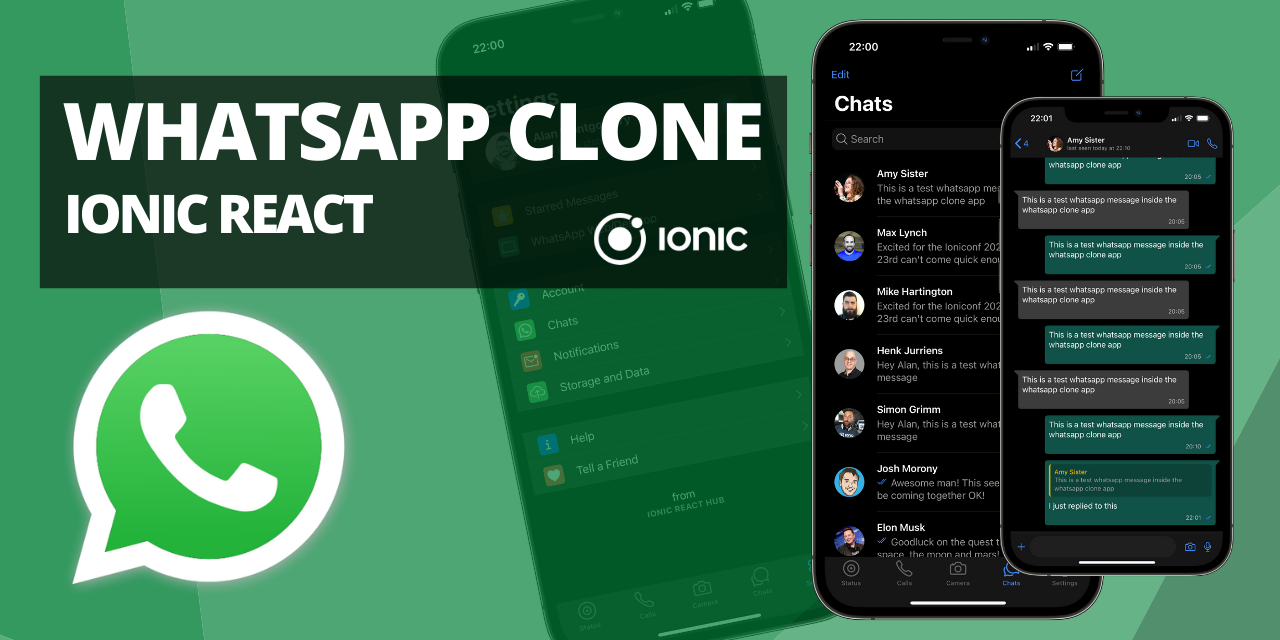 WHATSAPP CLONE
IONIC REACT
IONIC
22:00
ettings
Starred Messages
WhatsApp
Account
Chats
Notifications
Storage and Data
Help
Tell a Friend
from
IONIC REACT HUB
Status
Calls
Camera
Chats
22:00
Edit
Chats
Search
Amy Sister
This is a test whatsapp me
the whatsapp clone app
Max Lynch
Excited for the Ioniconf 202
23rd can't come quick enou
Mike Hartington
Excited for the Ioniconf 202
23rd can't come quick enou
Henk Jurriens
Hey Alan, this is a test what
message
Simon Grimm
Hey Alan, this is a test what
message
Josh Morony
Awesome man! This see
be coming together OK!
Elon Musk
Goodluck on the quest t
space, the moon and mars!
Status
Calls
Camera
Chats
Settings
22:01
4
Amy Sister
last seen today at 22:10
whatsapp clone app
20:05
This is a test whatsapp message inside the
whatsapp clone app
20:05
This is a test whatsapp message inside the
whatsapp clone app
20:05
This is a test whatsapp message inside the
whatsapp clone app
20:05
This is a test whatsapp message inside the
whatsapp clone app
20:05
This is a test whatsapp message inside the
whatsapp clone app
20:05
This is a test whatsapp message inside the
whatsapp clone app
20:10
Amy Sister
This is a test whatsapp message inside the
whatsapp clone app
I just replied to this
22:01